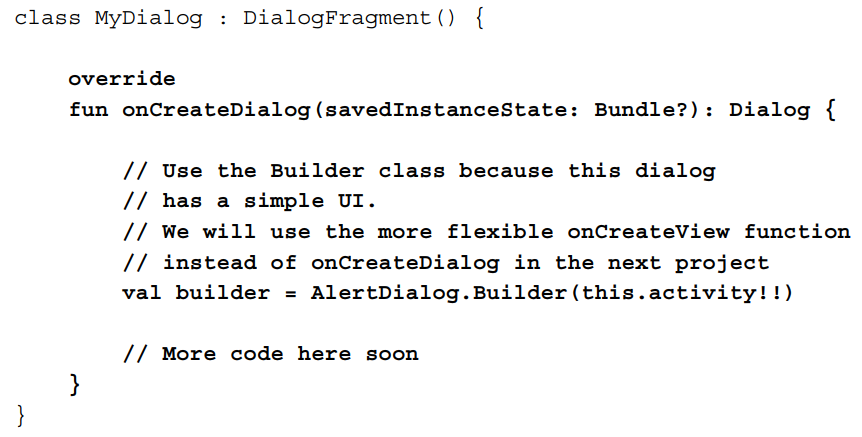 class MyDialog : DialogFragment() {
override
fun onCreateDialog(savedInstanceState: Bundle?): Dialog {
// Use the Builder class because this dialog
// has a simple UI.
// We will use the more flexible onCreateView function
// instead of onCreateDialog in the next project
val builder = AlertDialog.Builder(this.activity!!)
// More code here soon
}
}